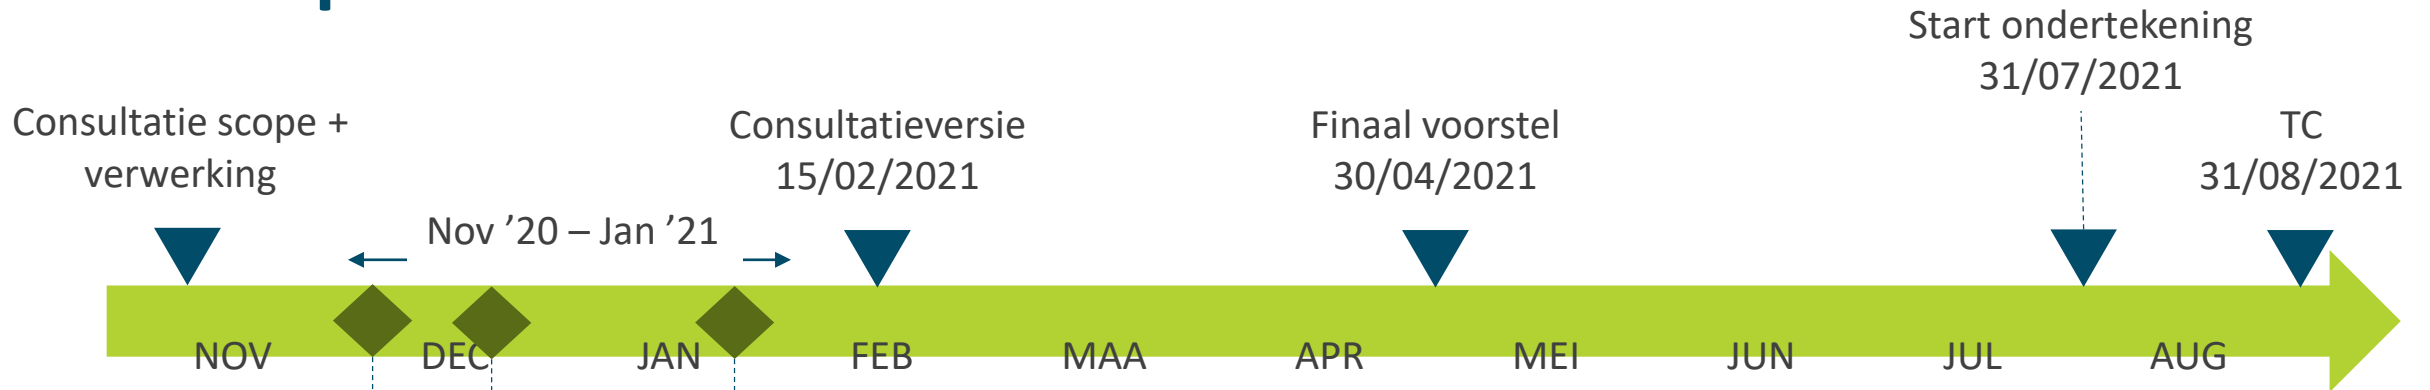 Start ondertekening
31/07/2021
Consultatie scope +
verwerking
Consultatieversie
15/02/2021
Finaal voorstel
30/04/2021
TC
31/08/2021
Nov ’20 – Jan ’21
NOV DEC JAN FEB MAA APR MEI JUN JUL AUG